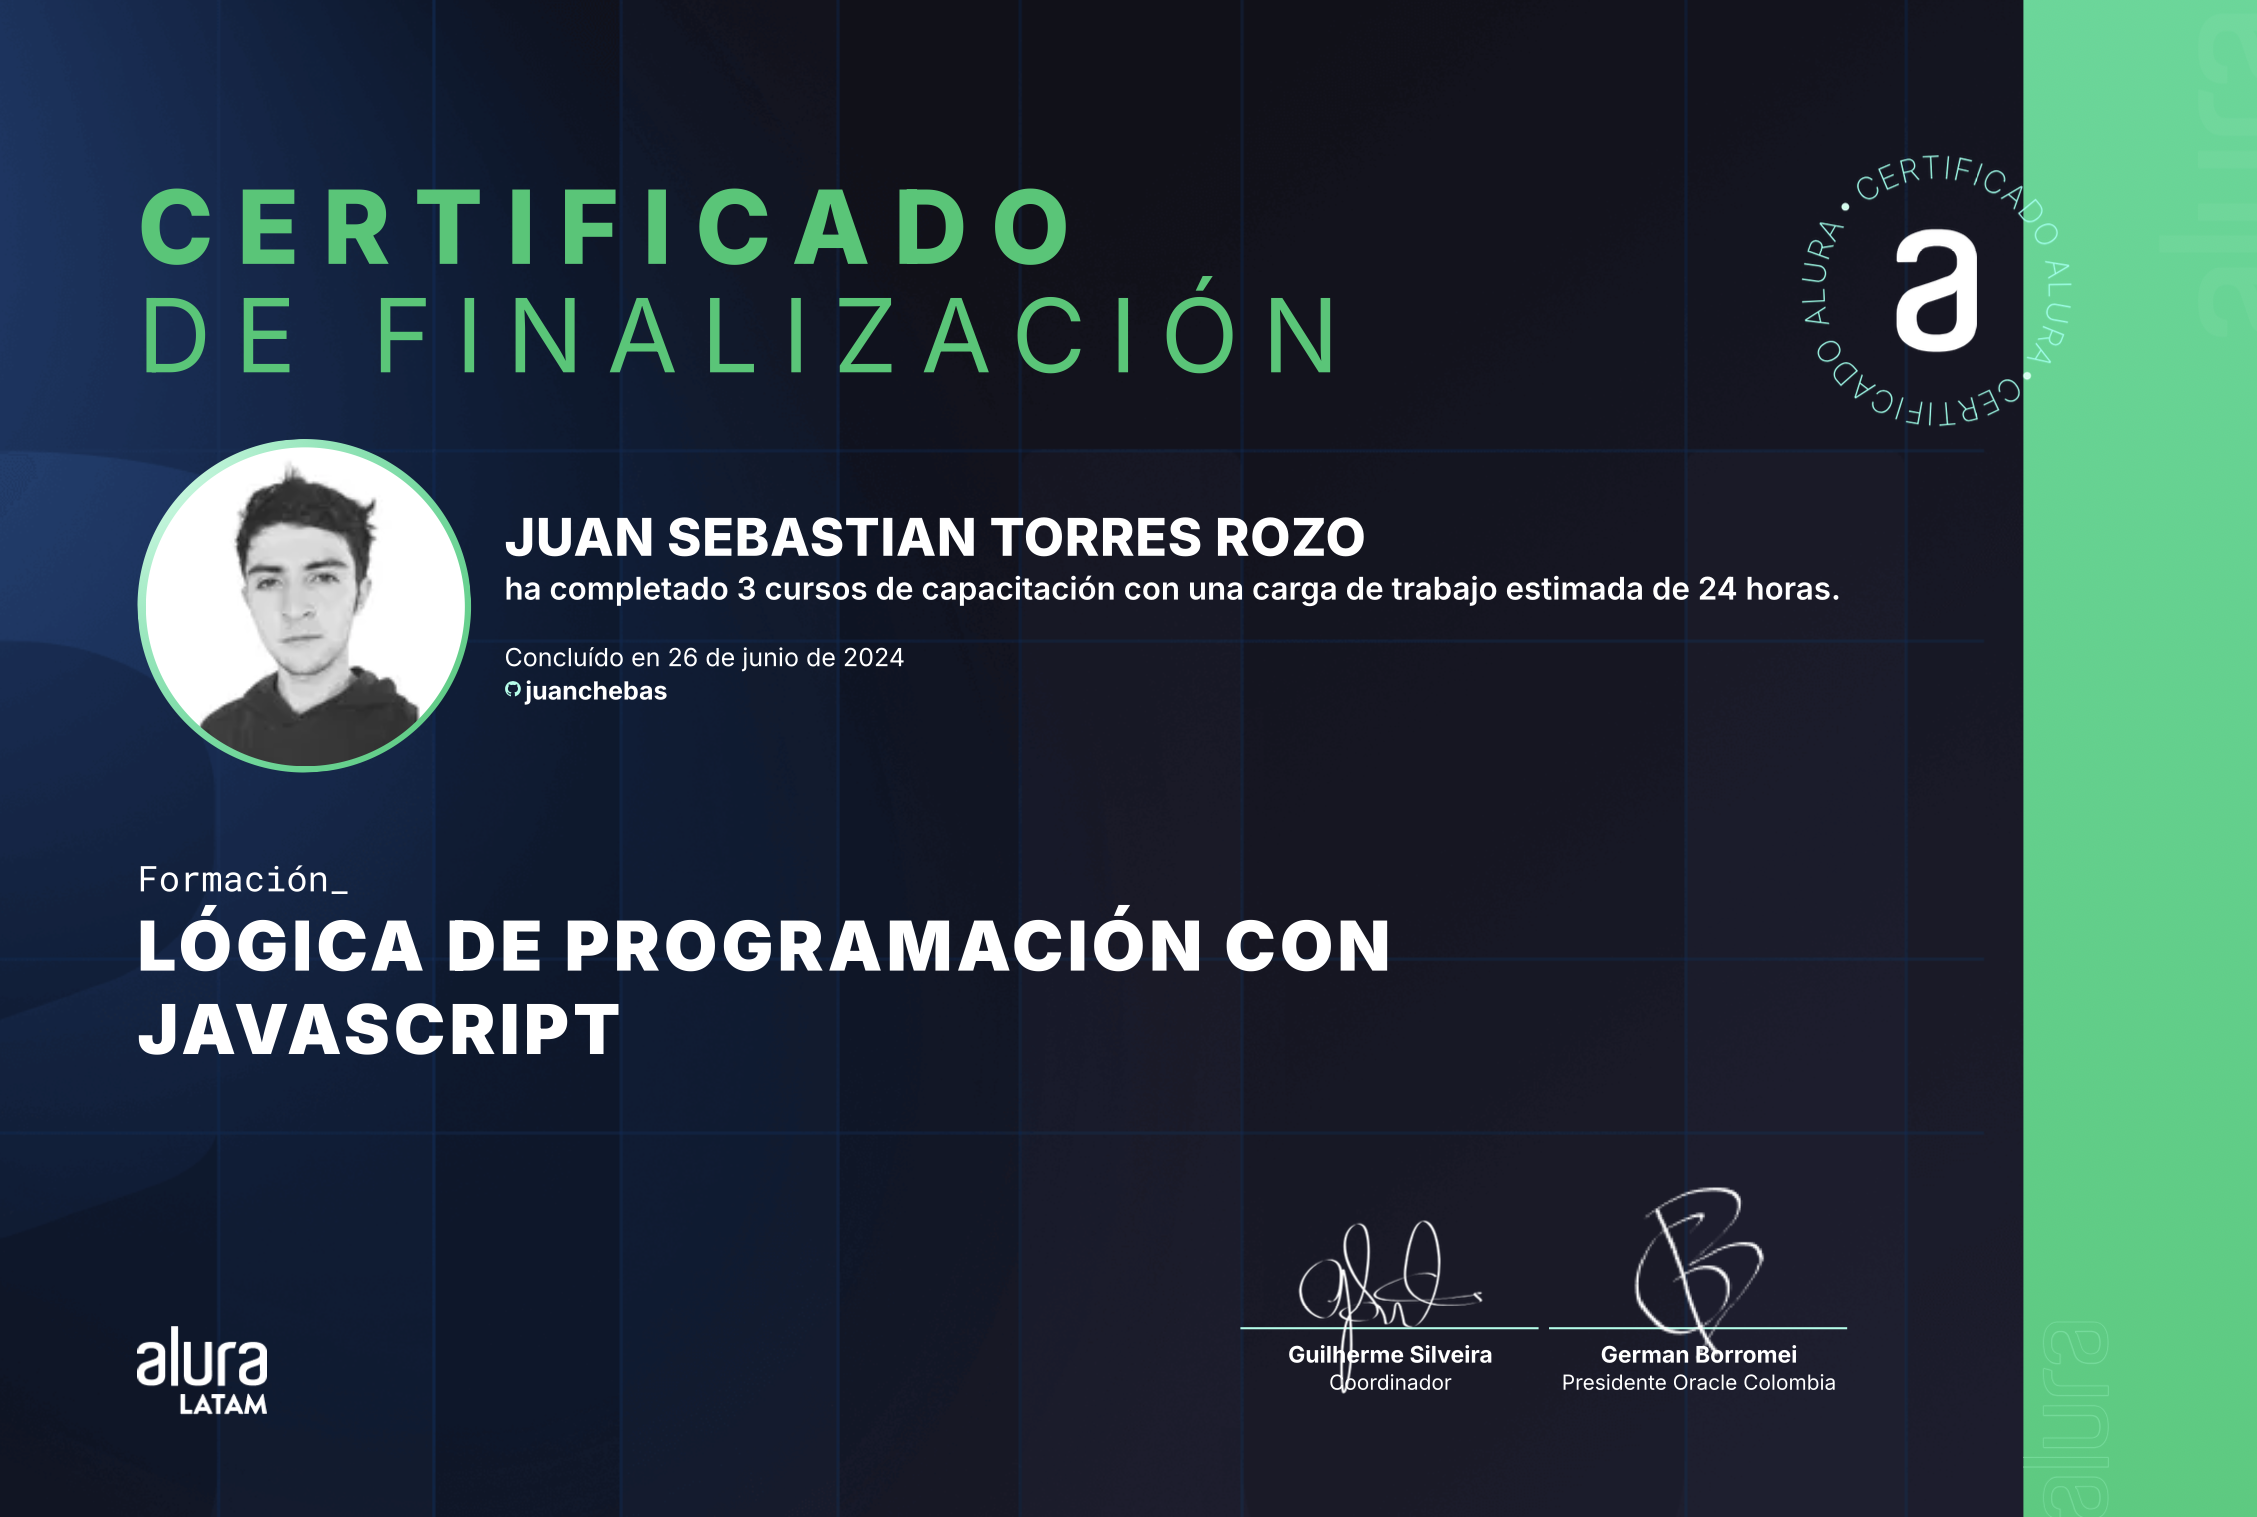 CERTIFICADO
DE FINALIZACIÓN
• CERTIFICADO ALURA • CERTIFICADO ALURA
a
alura
JUAN SEBASTIAN TORRES ROZO
ha completado 3 cursos de capacitación con una carga de trabajo estimada de 24 horas.
Concluído en 26 de junio de 2024
juanchebas
Formación_
LÓGICA DE PROGRAMACIÓN CON
JAVASCRIPT
Guilherme Silveira
Coordinador
German Borromei
Presidente Oracle Colombia
alura
LATAM
alura